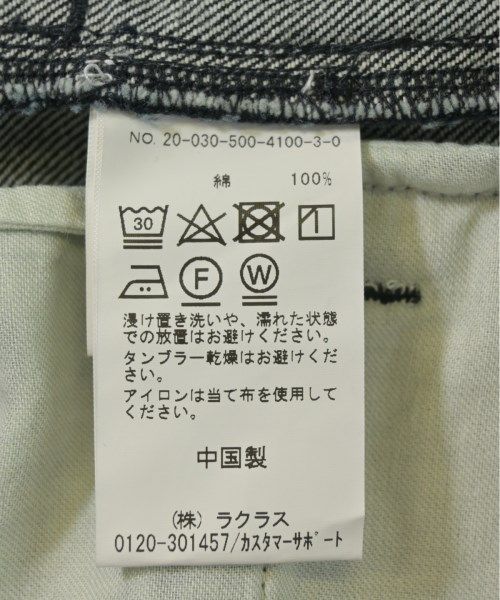 NO. 20-030-500-4100-3-0
綿 100%
30
F W
浸け置き洗いや、濡れた状態
での放置はお避けください。
タンブラー乾燥はお避けくださ
い。
アイロンは当て布を使用して
ください。
中国製
(株) ラクラス
0120-301457/カスタマーサポート